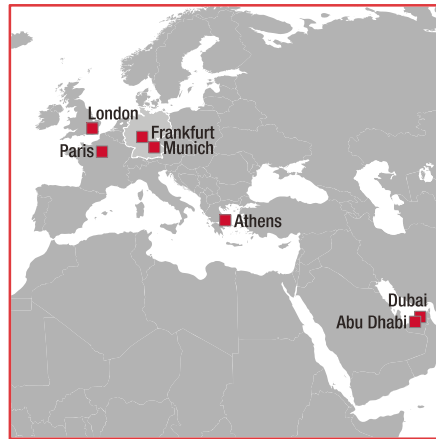 London
Frankfurt
Paris
Munich
Athens
Dubai
Abu Dhabi